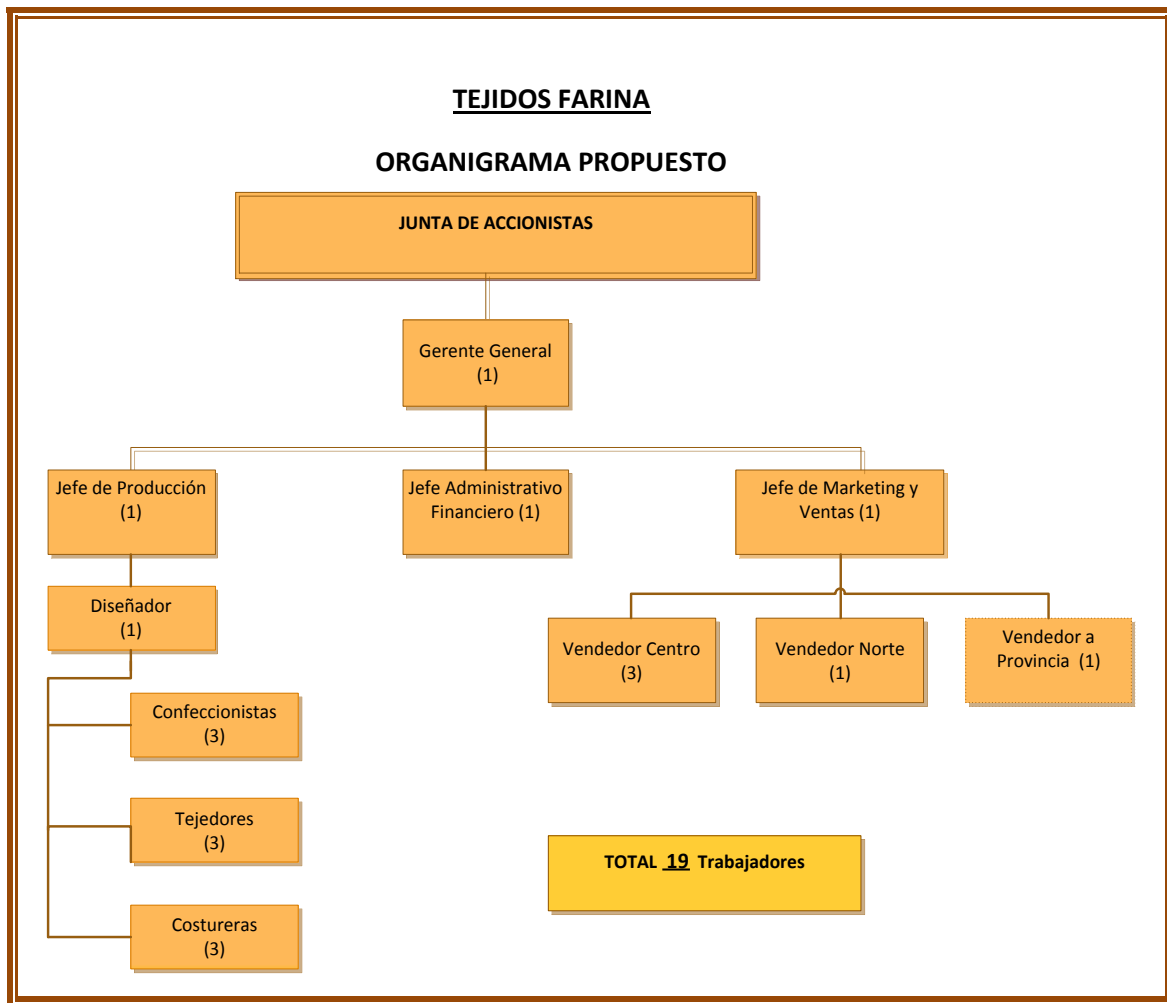 TEJIDOS FARINA
ORGANIGRAMA PROPUESTO
JUNTA DE ACCIONISTAS
Gerente General
(1)
Jefe de Producción
(1)
Jefe Administrativo
Financiero (1)
Jefe de Marketing y
Ventas (1)
Diseñador
(1)
Vendedor Centro
(3)
Vendedor Norte
(1)
Vendedor a
Provincia (1)
Confeccionistas
(3)
Tejedores
(3)
Costureras
(3)
TOTAL 19 Trabajadores